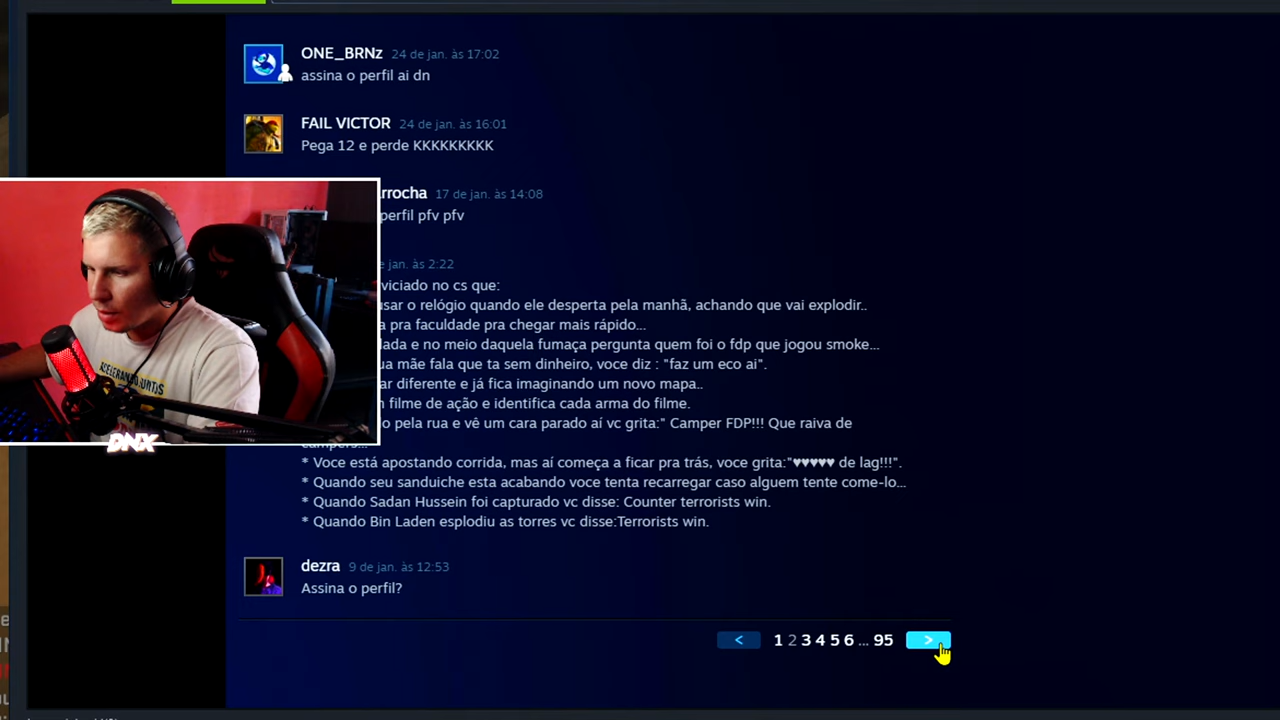 ONE_BRNz 24 de jan. às 17:02
assina o perfil ai dn
FAIL VICTOR 24 de jan. às 16:01
Pega 12 e perde KKKKKKKKK
rrocha 17 de jan. às 14:08
perfil pfv pfv
de jan. às 2:22
viciado no cs que:
usar o relógio quando ele desperta pela manhã, achando que vai explodir..
a pra faculdade pra chegar mais rápido...
lada e no meio daquela fumaça pergunta quem foi o fdp que jogou smoke...
ua mãe fala que ta sem dinheiro, voce diz : "faz um eco ai".
ar diferente e já fica imaginando um novo mapa..
filme de ação e identifica cada arma do filme.
pela rua e vê um cara parado aí vc grita:" Camper FDP!!! Que raiva de
campers...
* Voce está apostando corrida, mas aí começa a ficar pra trás, voce grita:"♥♥♥♥♥ de lag!!!".
* Quando seu sanduiche esta acabando voce tenta recarregar caso alguem tente come-lo...
* Quando Sadan Hussein foi capturado vc disse: Counter terrorists win.
* Quando Bin Laden esplodiu as torres vc disse:Terrorists win.
dezra 9 de jan. às 12:53
Assina o perfil?
< 1 2 3 4 5 6 ... 95 >
DNX